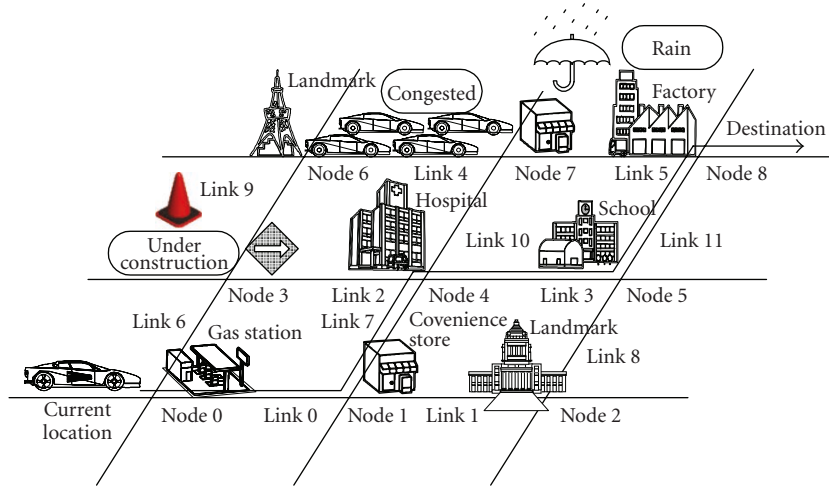 Landmark
Congested
Rain
Factory
Destination
Link 9
Node 6
Link 4
Node 7
Link 5
Node 8
Hospital
School
Under
construction
Link 10
Link 11
Node 3
Link 2
Node 4
Link 3
Node 5
Link 6
Gas station
Link 7
Covenience
store
Landmark
Link 8
Current
location
Node 0
Link 0
Node 1
Link 1
Node 2